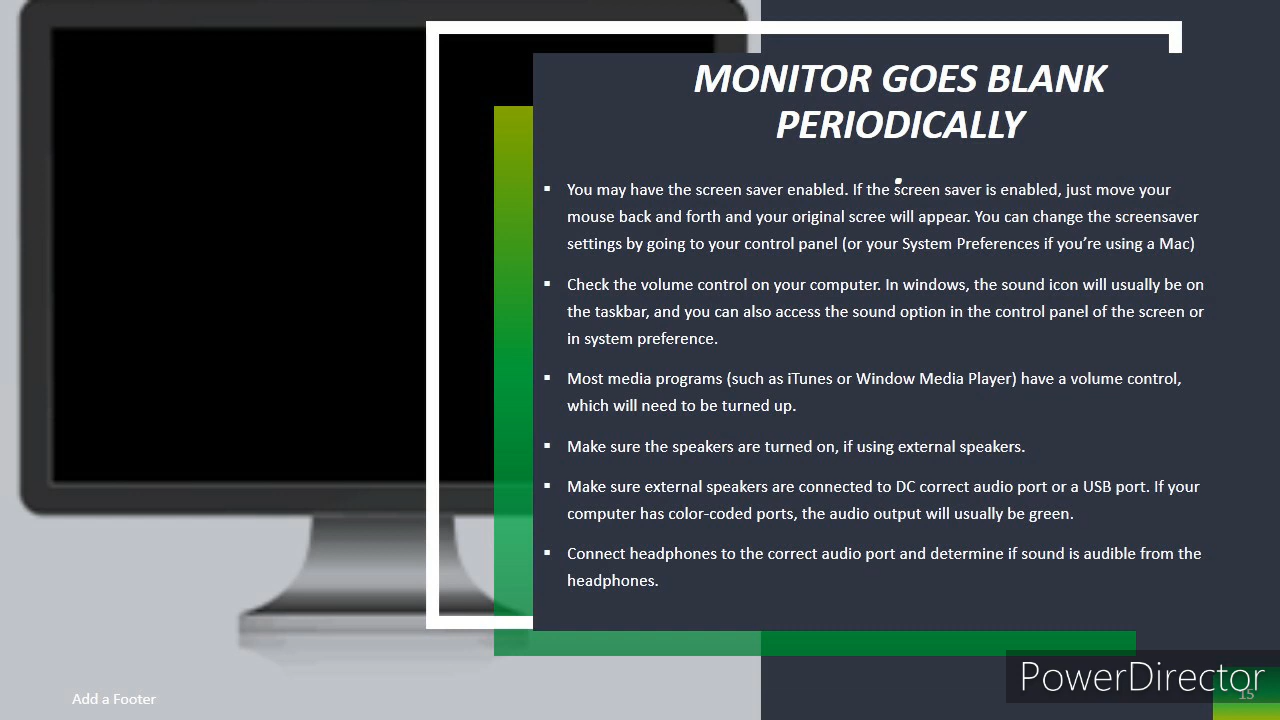 MONITOR GOES BLANK
PERIODICALLY
.
▪ You may have the screen saver enabled. If the screen saver is enabled, just move your
mouse back and forth and your original scree will appear. You can change the screensaver
settings by going to your control panel (or your System Preferences if you’re using a Mac)
▪ Check the volume control on your computer. In windows, the sound icon will usually be on
the taskbar, and you can also access the sound option in the control panel of the screen or
in system preference.
▪ Most media programs (such as iTunes or Window Media Player) have a volume control,
which will need to be turned up.
▪ Make sure the speakers are turned on, if using external speakers.
▪ Make sure external speakers are connected to DC correct audio port or a USB port. If your
computer has color-coded ports, the audio output will usually be green.
▪ Connect headphones to the correct audio port and determine if sound is audible from the
headphones.
Add a Footer
PowerDirector
15